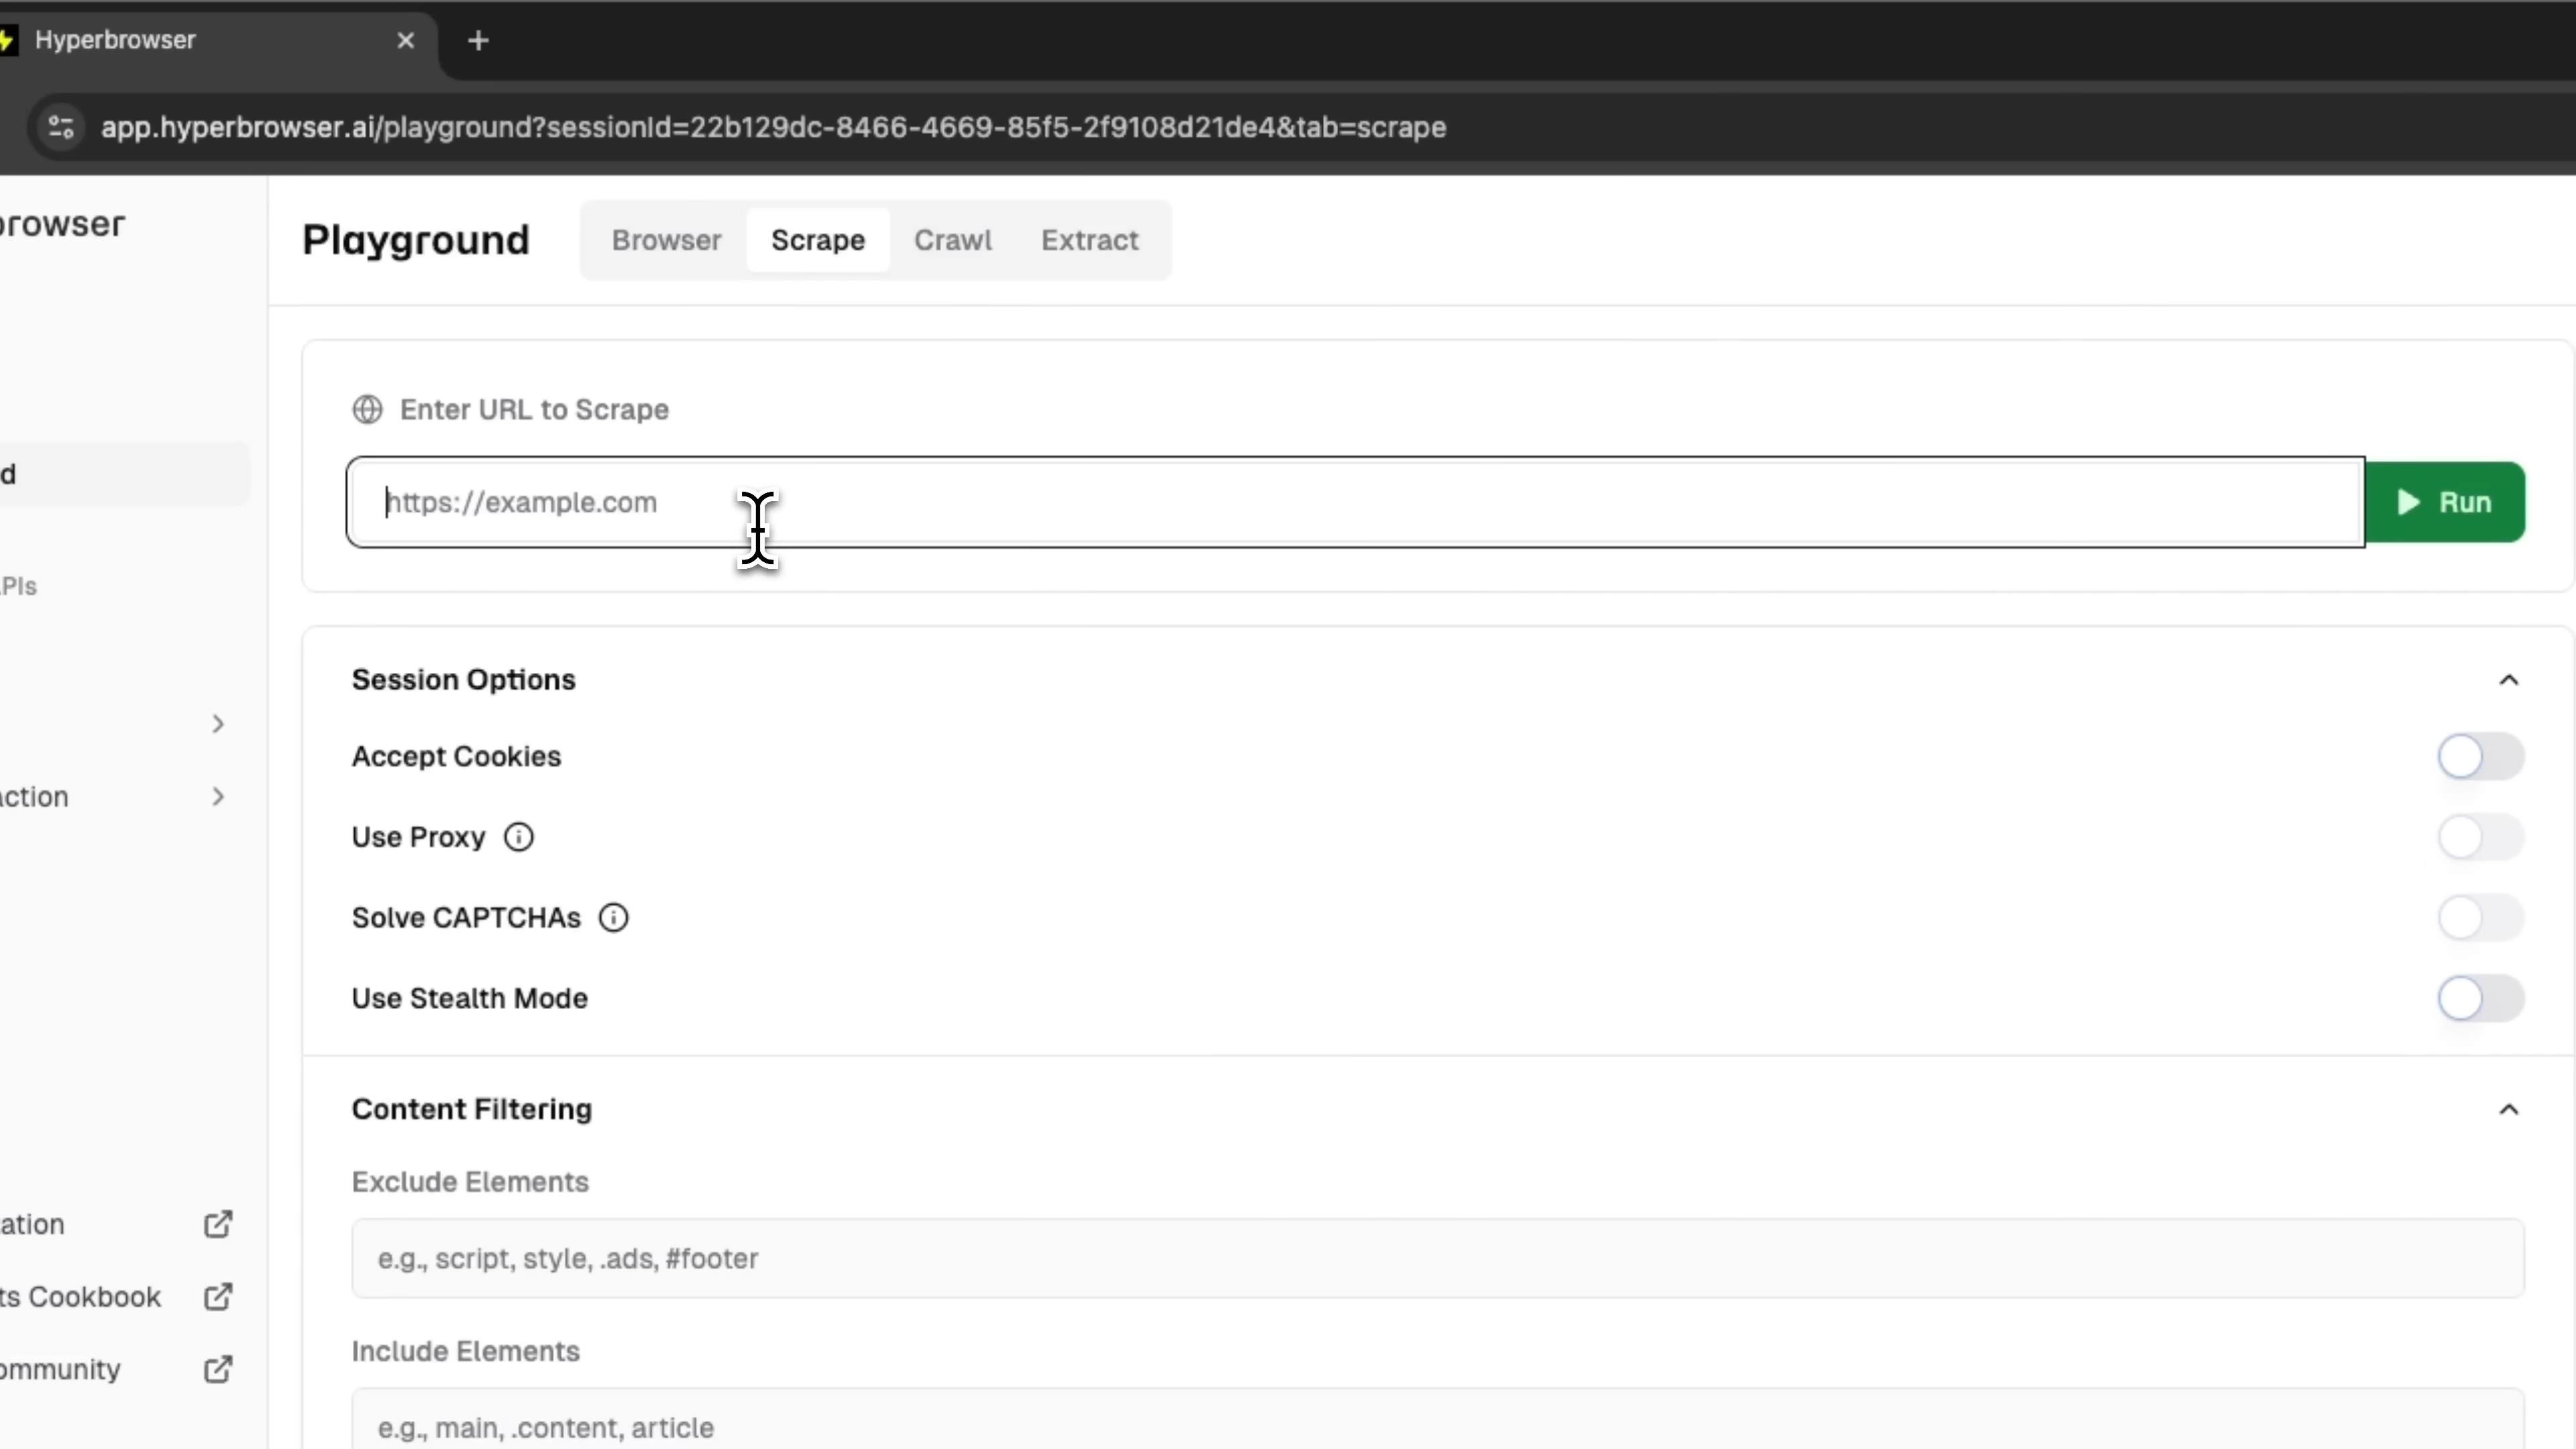 Hyperbrowser
app.hyperbrowser.ai/playground?sessionId=22b129dc-8466-4669-85f5-2f9108d21de4&tab=scrape
browser
Playground
Browser
Scrape
Crawl
Extract
Enter URL to Scrape
https://example.com
Run
d
PIs
ction
ation
ts Cookbook
ommunity
Session Options
Accept Cookies
Use Proxy
Solve CAPTCHAs
Use Stealth Mode
Content Filtering
Exclude Elements
e.g., script, style, .ads, #footer
Include Elements
e.g., main, .content, article